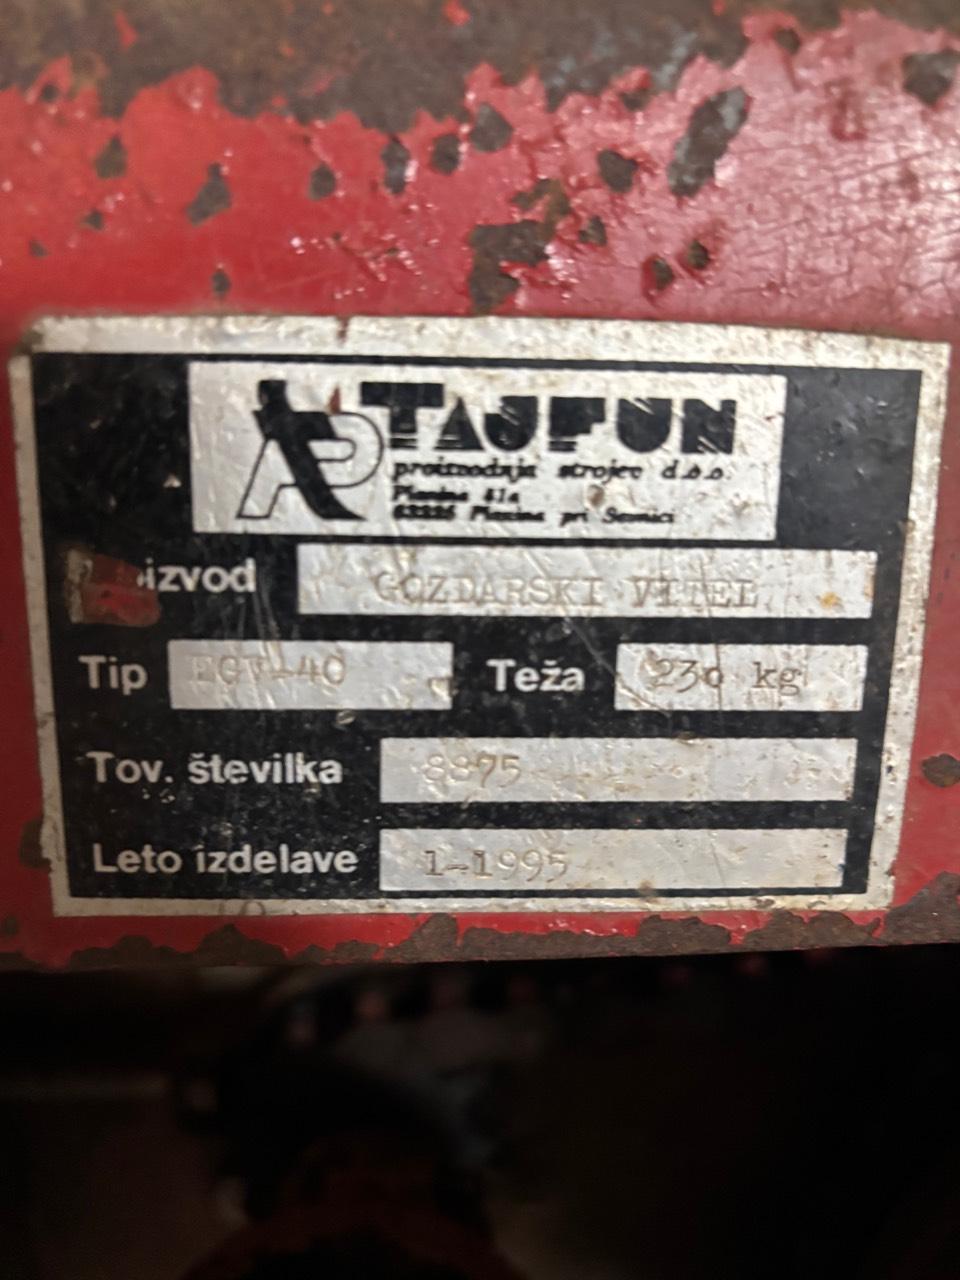 AP TAJFUN
proizvodnja strojev d.o.o.
Planina 41a
63225 Planina pri Sevnici
izvod GOZDARSKI VITEL
Tip EGV-40 Teža 230 kg
Tov. številka 8875
Leto izdelave 1-1995